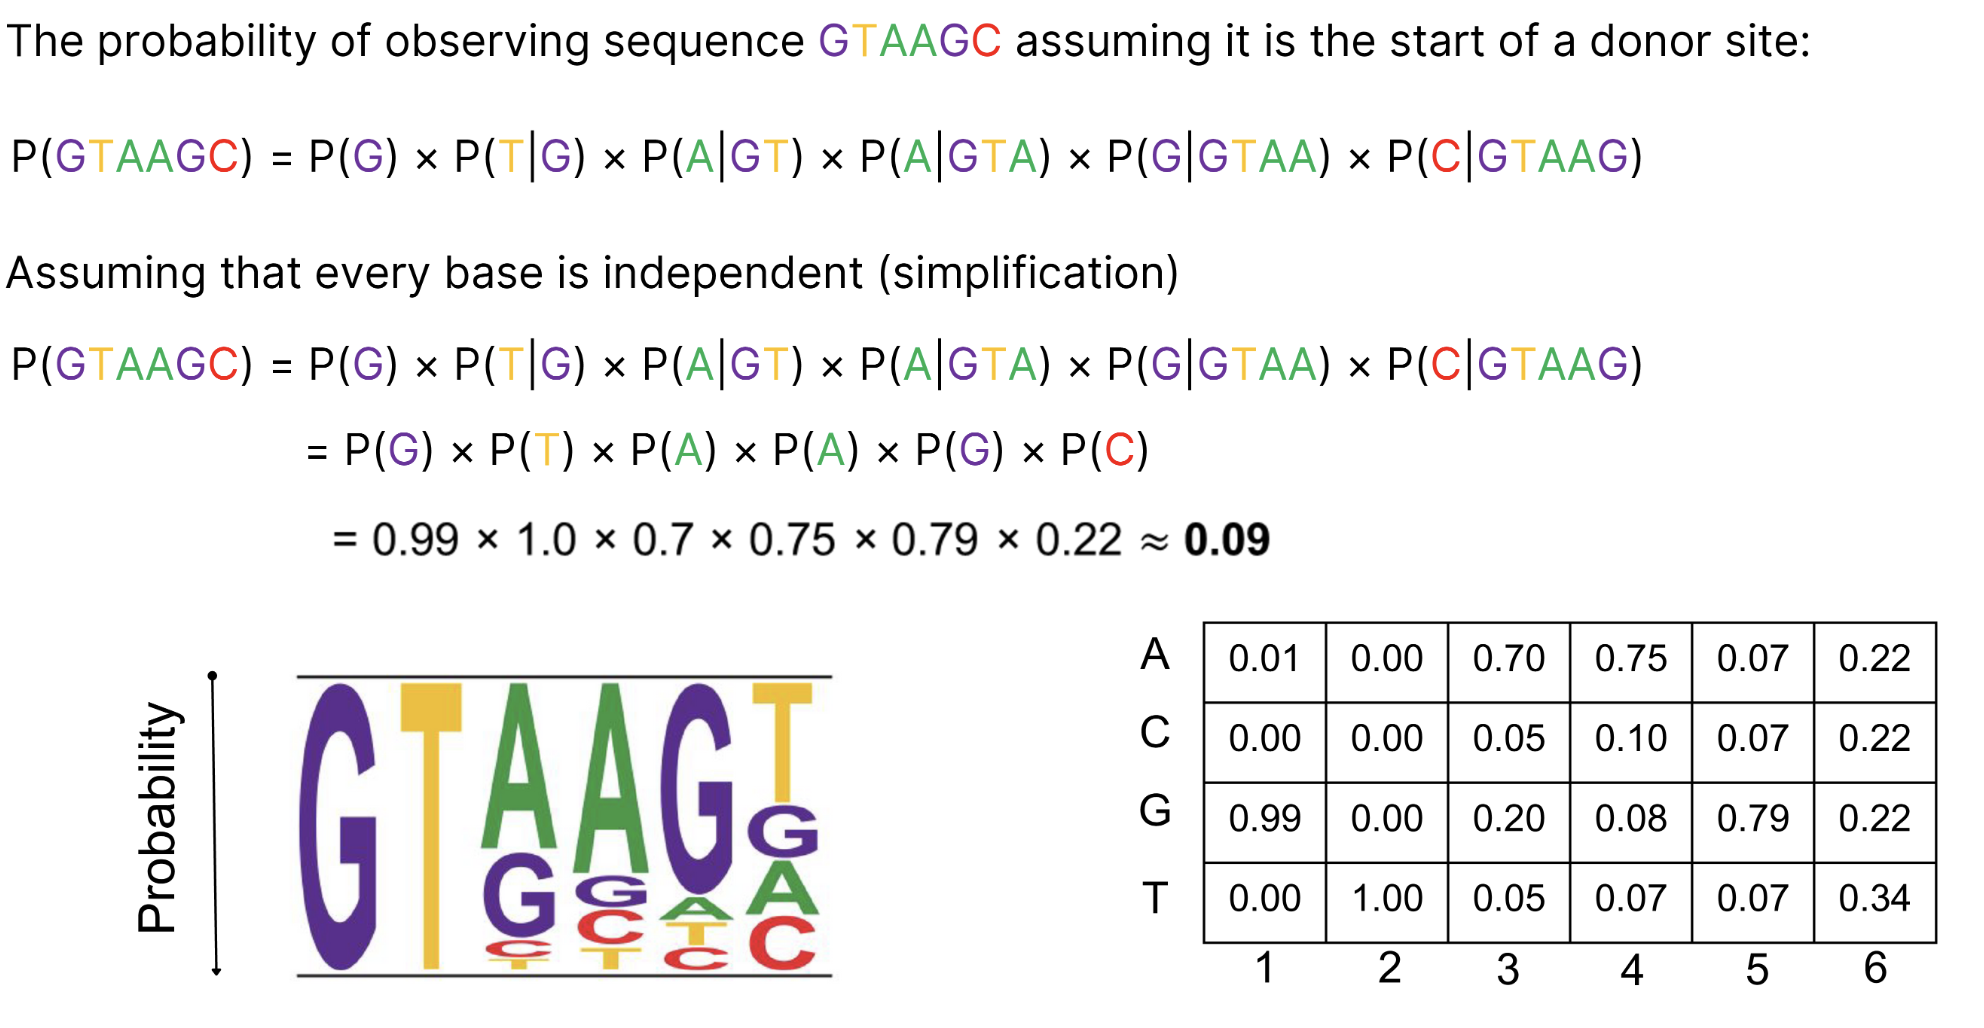 The probability of observing sequence GTAAGC assuming it is the start of a donor site:
P(GTAAGC) = P(G) × P(T|G) × P(A|GT) × P(A|GTA) × P(G|GTAA) × P(C|GTAAG)
Assuming that every base is independent (simplification)
P(GTAAGC) = P(G) × P(T|G) × P(A|GT) × P(A|GTA) × P(G|GTAA) × P(C|GTAAG)
= P(G) × P(T) × P(A) × P(A) × P(G) × P(C)
= 0.99 × 1.0 × 0.7 × 0.75 × 0.79 × 0.22 ≈ 0.09
Probability
G T A A G T
G G A G
C C T A
T T C C
A 0.01 0.00 0.70 0.75 0.07 0.22
C 0.00 0.00 0.05 0.10 0.07 0.22
G 0.99 0.00 0.20 0.08 0.79 0.22
T 0.00 1.00 0.05 0.07 0.07 0.34
1 2 3 4 5 6